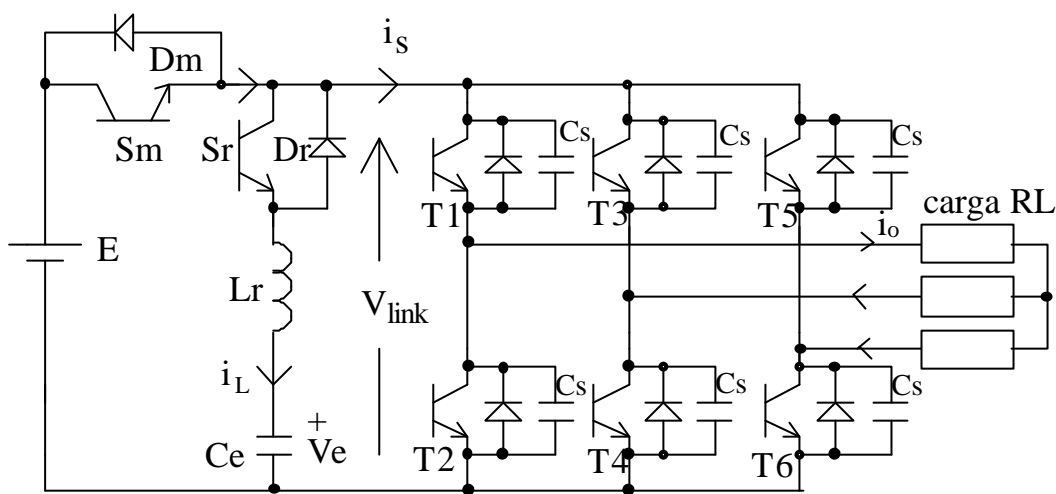 Dm
i_S
Sm
Sr
Dr
Cs
Cs
Cs
T1
T3
T5
carga RL
i_o
E
Lr
V_link
i_L
+
Ce
Ve
Cs
Cs
Cs
T2
T4
T6